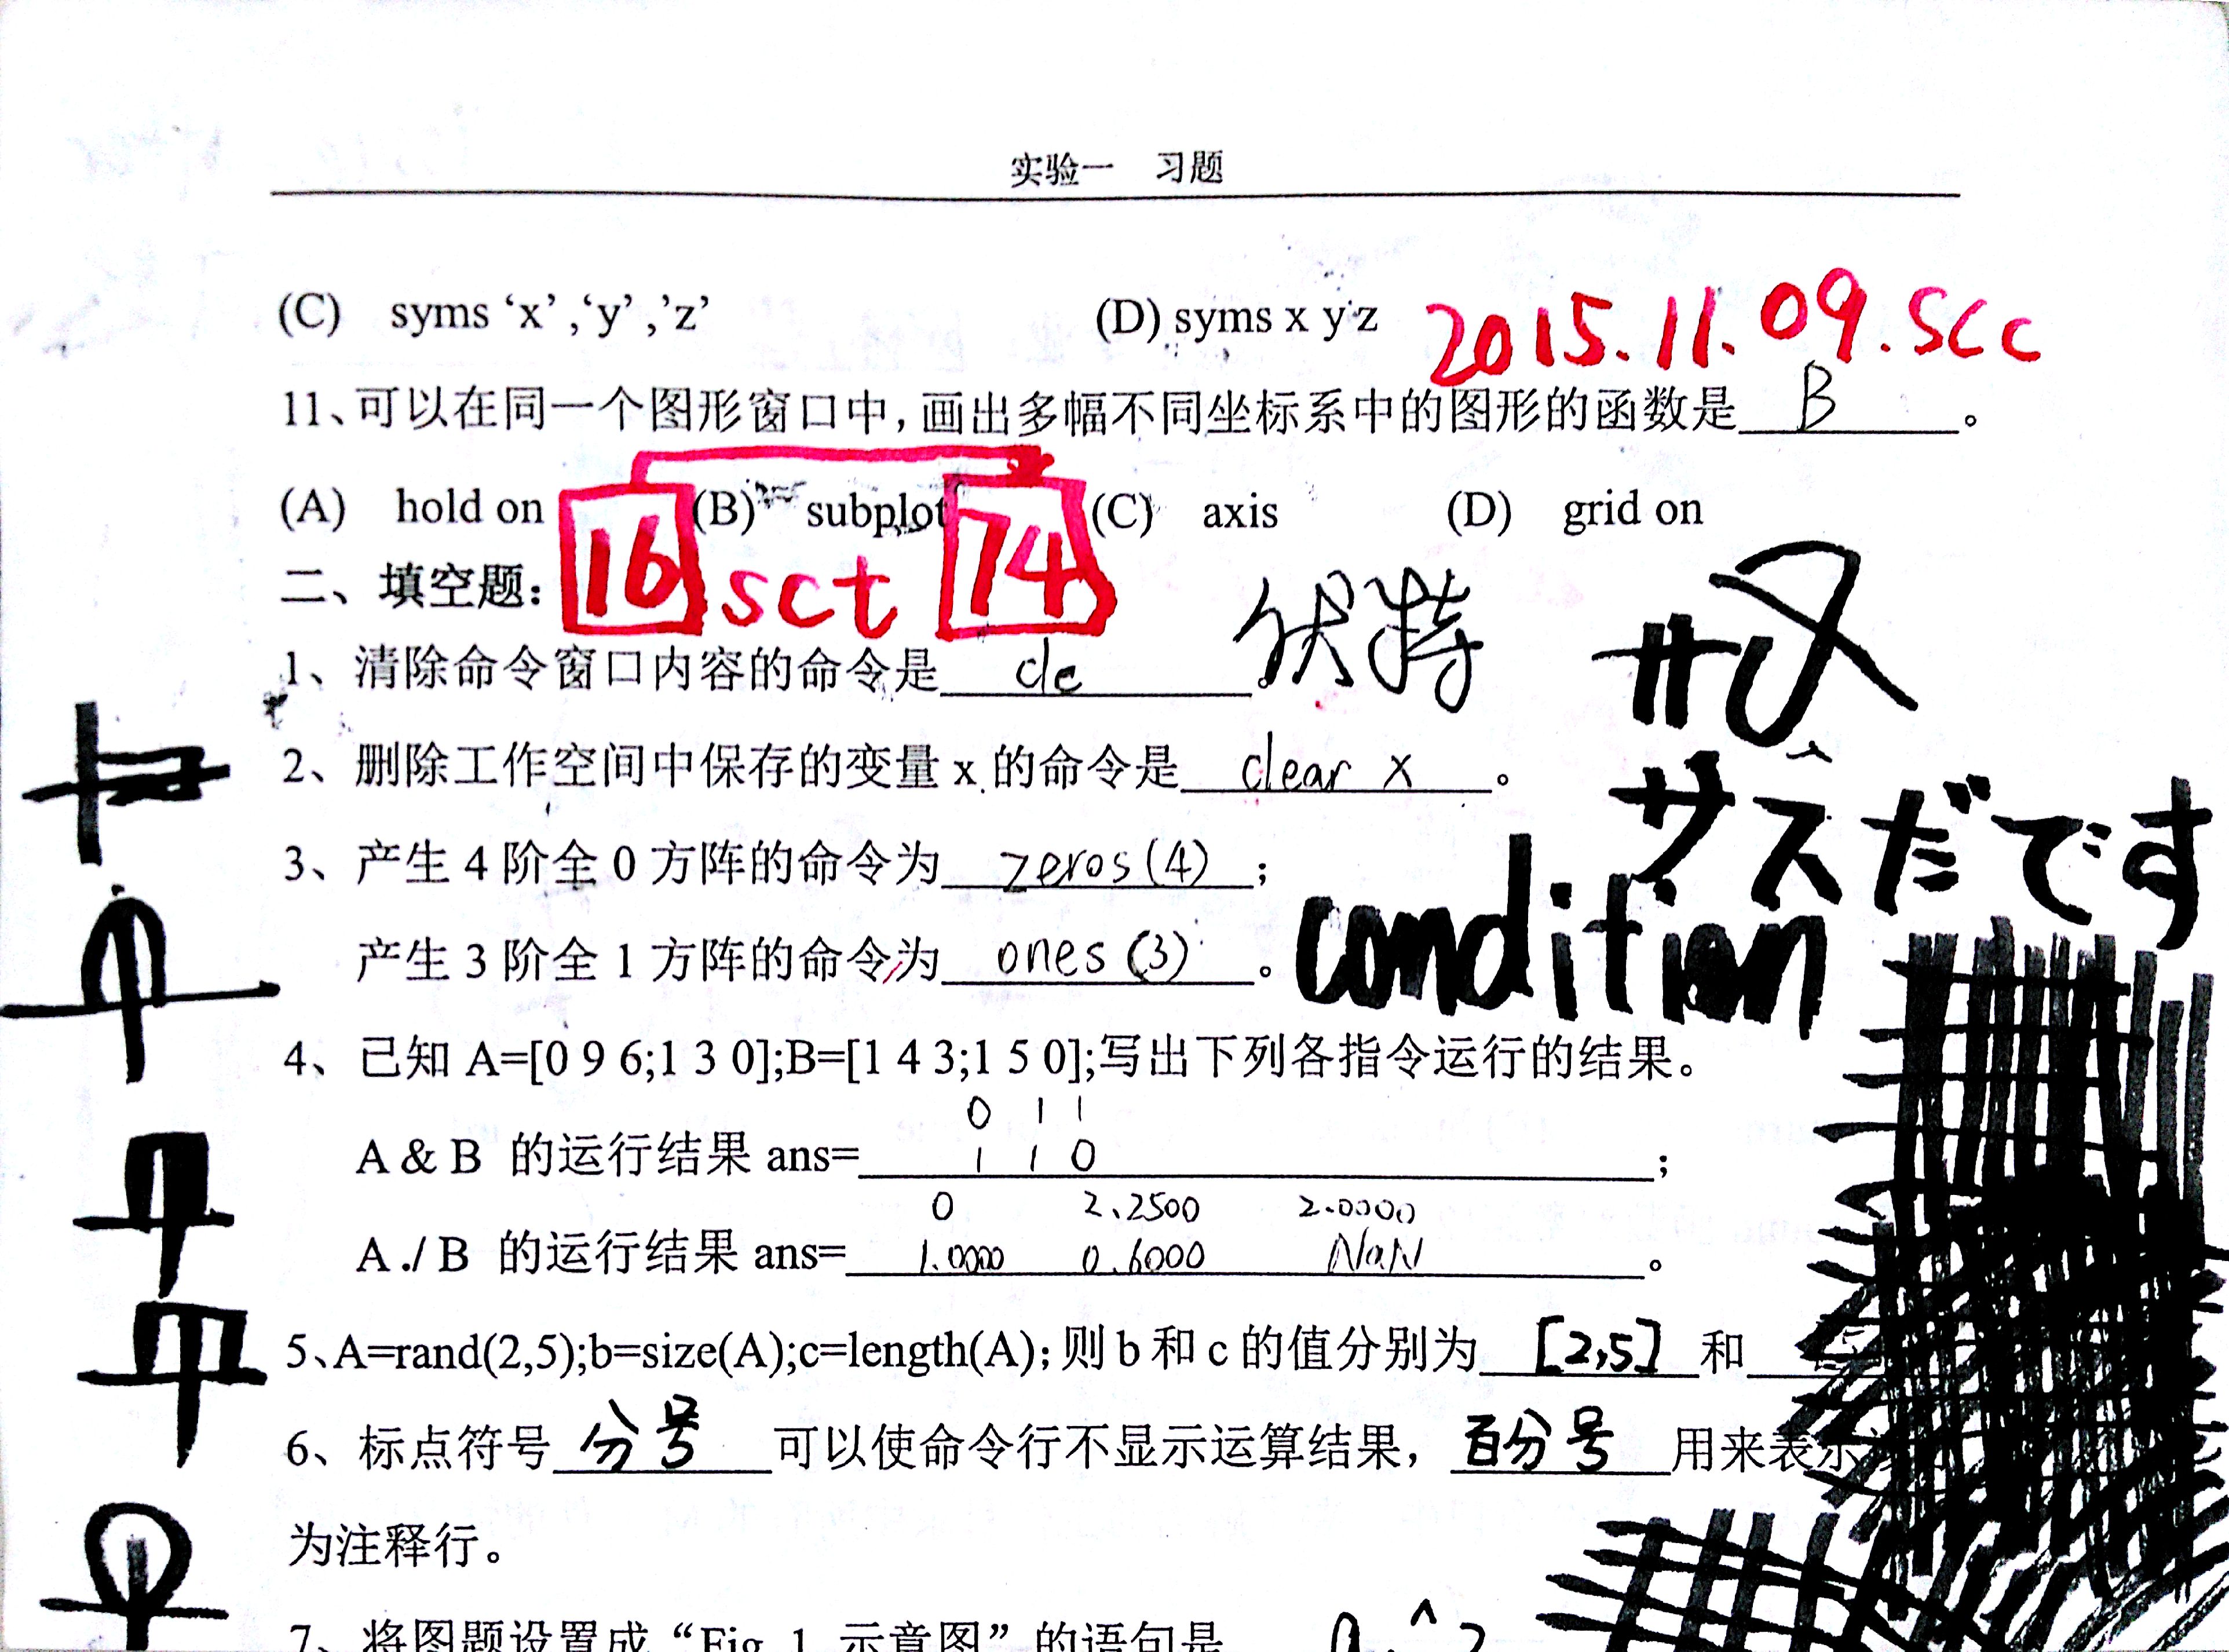 实验一 习题
(C) syms ‘x’ ,‘y’ ,’z’ (D) syms x y z 2015.11.09.scc
11、可以在同一个图形窗口中,画出多幅不同坐标系中的图形的函数是 B 。
(A) hold on (B) subplot (C) axis (D) grid on
16 sct 74
二、填空题:
1、清除命令窗口内容的命令是 clc 。 伏特
2、删除工作空间中保存的变量 x 的命令是 clear x 。
サスだです
3、产生 4 阶全 0 方阵的命令为 zeros(4) ;
产生 3 阶全 1 方阵的命令为 ones(3) 。 condition
4、已知 A=[0 9 6;1 3 0];B=[1 4 3;1 5 0];写出下列各指令运行的结果。
0 1 1
A & B 的运行结果 ans= 1 1 0 ;
0 2.2500 2.0000
A ./ B 的运行结果 ans= 1.0000 0.6000 NaN 。
5、A=rand(2,5);b=size(A);c=length(A);则 b 和 c 的值分别为 [2,5] 和
6、标点符号 分号 可以使命令行不显示运算结果, 百分号 用来表示
为注释行。
7、将图题设置成“Fig. 1 示意图”的语句是